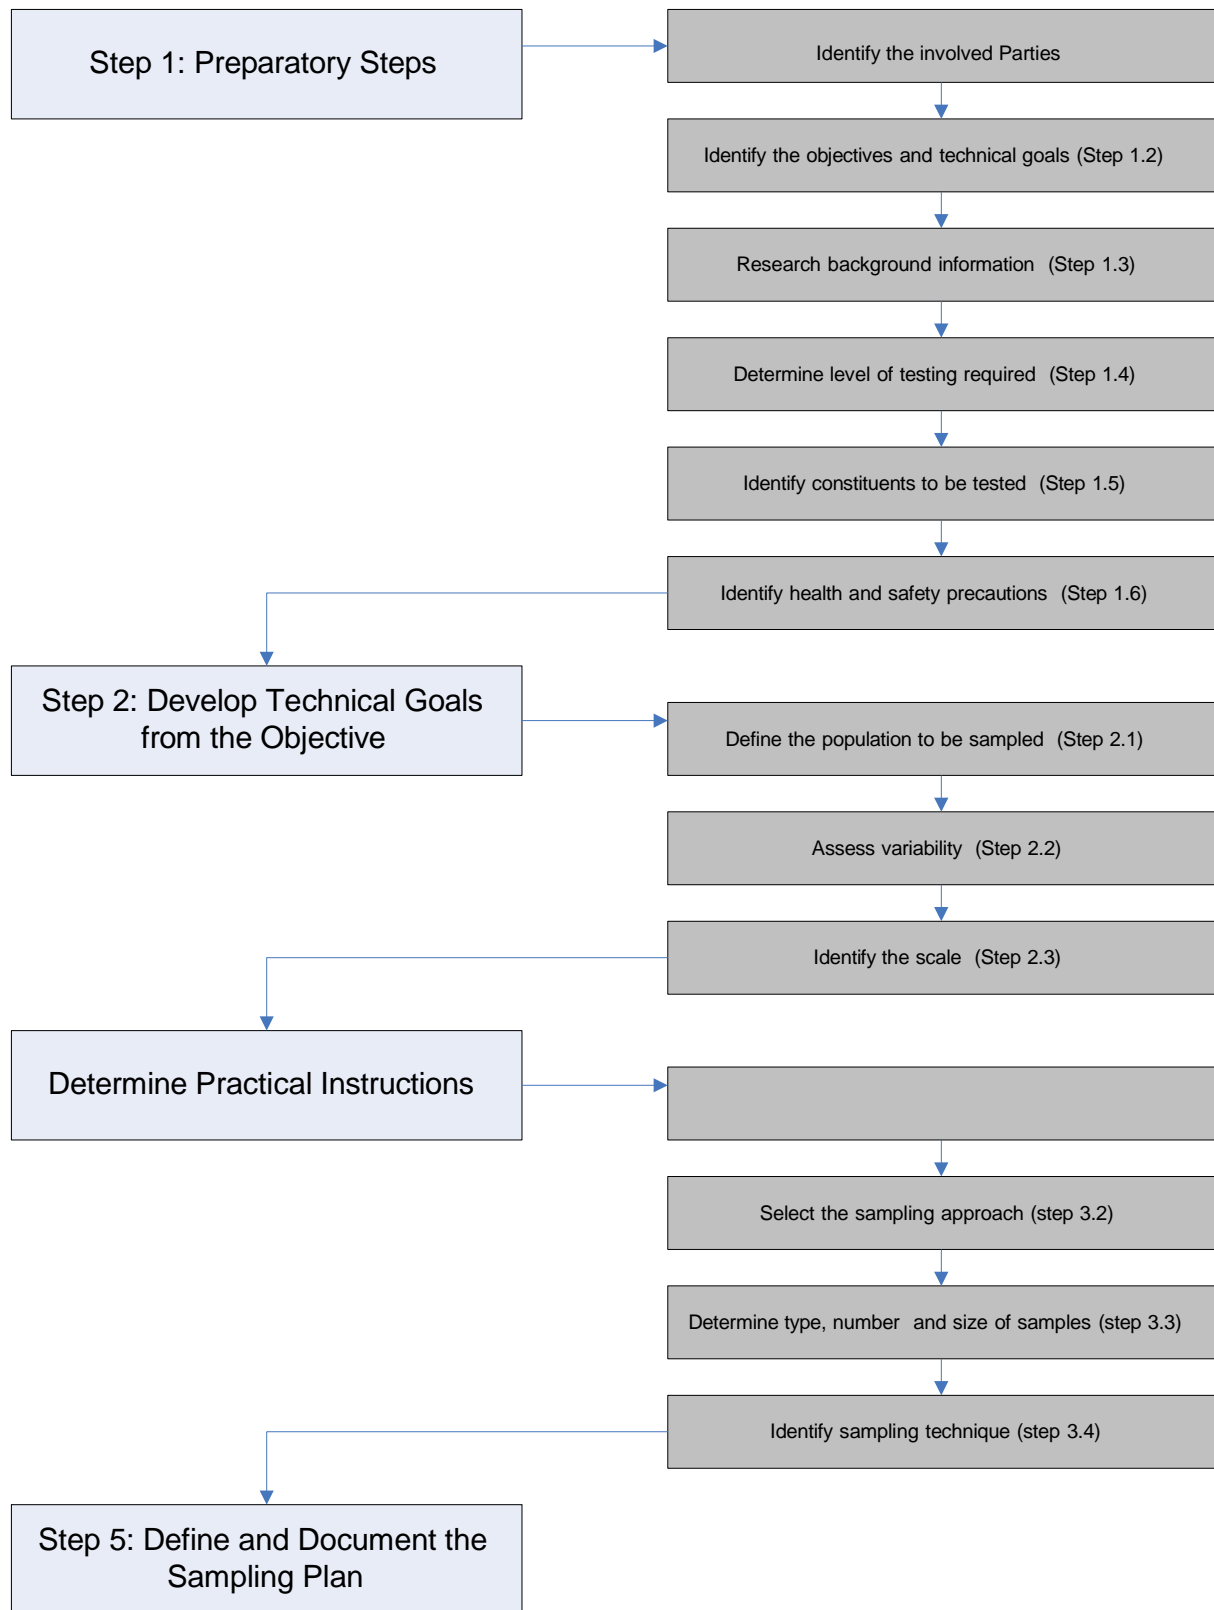 Step 1: Preparatory Steps
Identify the involved Parties
Identify the objectives and technical goals (Step 1.2)
Research background information (Step 1.3)
Determine level of testing required (Step 1.4)
Identify constituents to be tested (Step 1.5)
Identify health and safety precautions (Step 1.6)
Step 2: Develop Technical Goals
from the Objective
Define the population to be sampled (Step 2.1)
Assess variability (Step 2.2)
Identify the scale (Step 2.3)
Determine Practical Instructions
Select the sampling approach (step 3.2)
Determine type, number and size of samples (step 3.3)
Identify sampling technique (step 3.4)
Step 5: Define and Document the
Sampling Plan